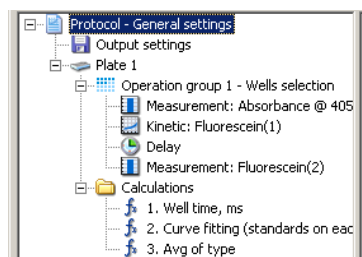 Protocol - General settings
Output settings
Plate 1
Operation group 1 - Wells selection
Measurement: Absorbance @ 405
Kinetic: Fluorescein(1)
Delay
Measurement: Fluorescein(2)
Calculations
1. Well time, ms
2. Curve fitting (standards on eac
3. Avg of type